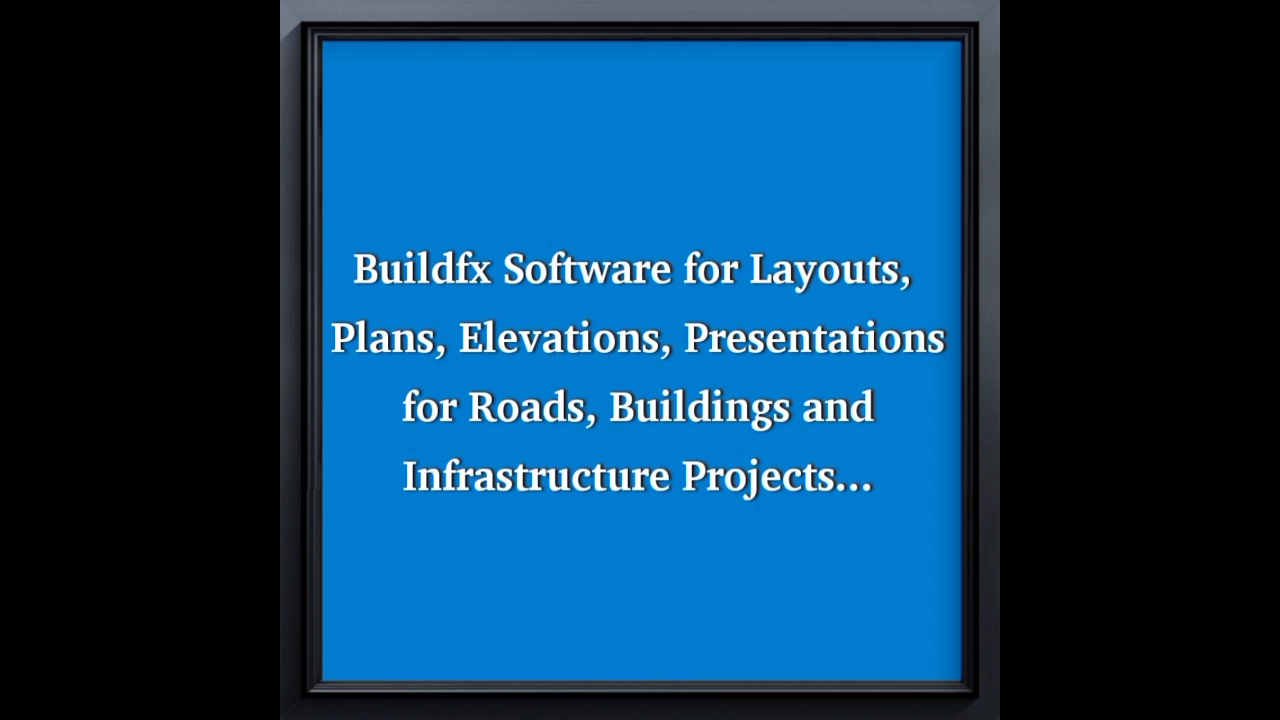 Buildfx Software for Layouts,
Plans, Elevations, Presentations
for Roads, Buildings and
Infrastructure Projects...